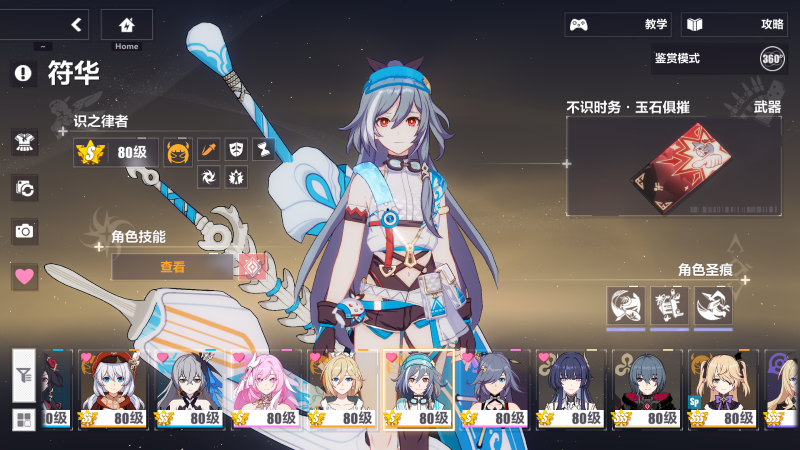 Home
教学
攻略
鉴赏模式
360°
符华
识之律者
S
80级
不识时务·玉石俱摧
武器
角色技能
查看
角色圣痕
80级
80级
80级
80级
80级
80级
80级
80级
Sp
80级